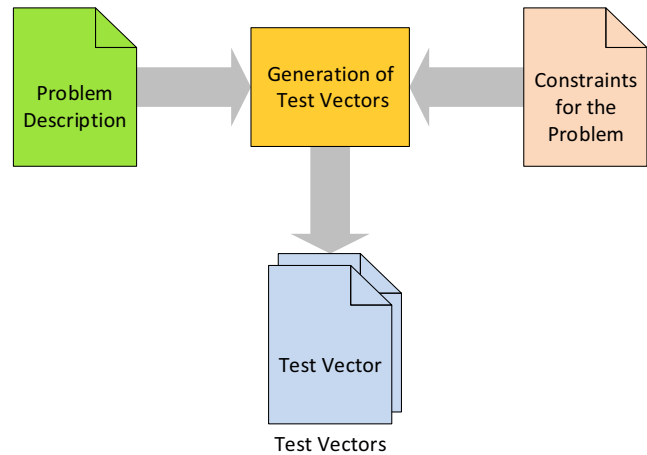 Problem
Description
Generation of
Test Vectors
Constraints
for the
Problem
Test Vector
Test Vectors